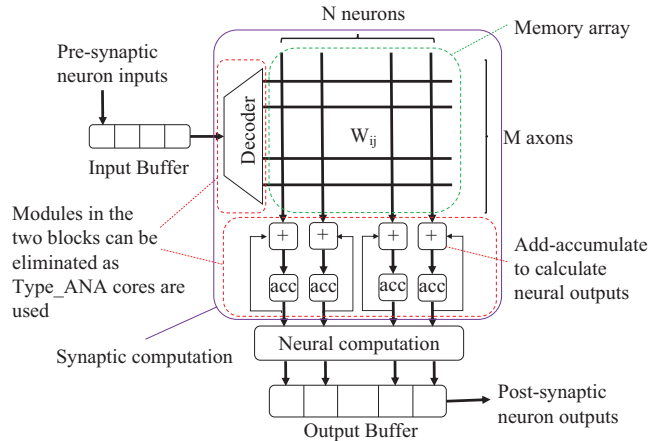 N neurons
Pre-synaptic
neuron inputs
Memory array
Decoder
W_ij
M axons
Input Buffer
Modules in the
two blocks can be
eliminated as
Type_ANA cores are
used
+ + + +
Add-accumulate
to calculate
neural outputs
acc acc acc acc
Synaptic computation
Neural computation
Post-synaptic
neuron outputs
Output Buffer